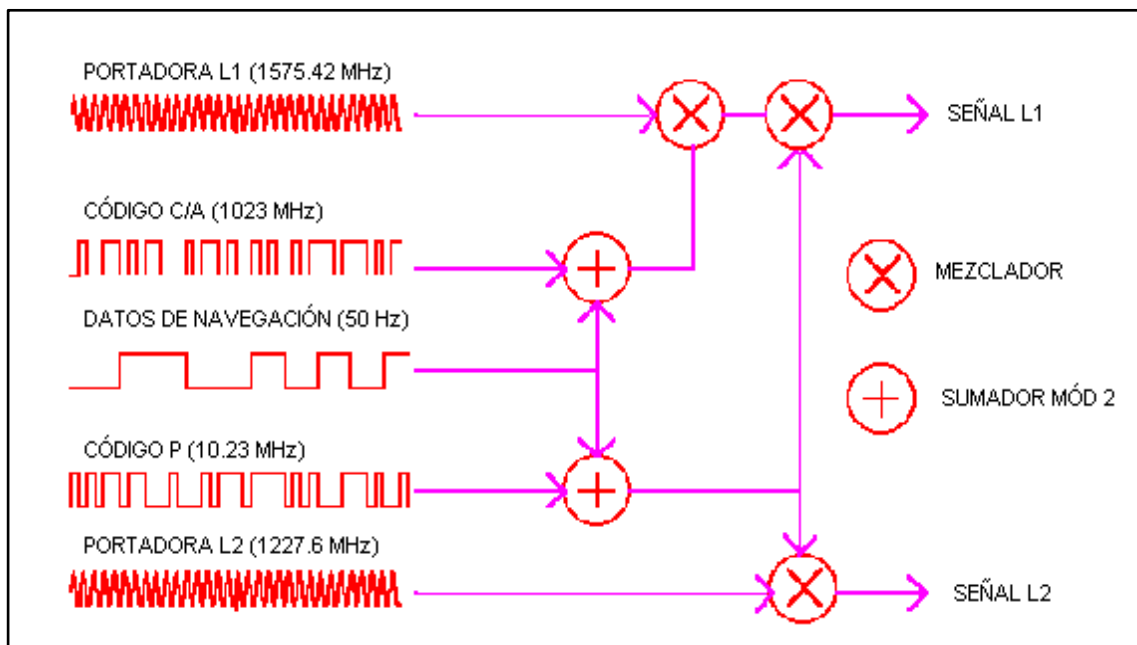 PORTADORA L1 (1575.42 MHz)
SEÑAL L1
CÓDIGO C/A (1023 MHz)
MEZCLADOR
DATOS DE NAVEGACIÓN (50 Hz)
SUMADOR MÓD 2
CÓDIGO P (10.23 MHz)
PORTADORA L2 (1227.6 MHz)
SEÑAL L2